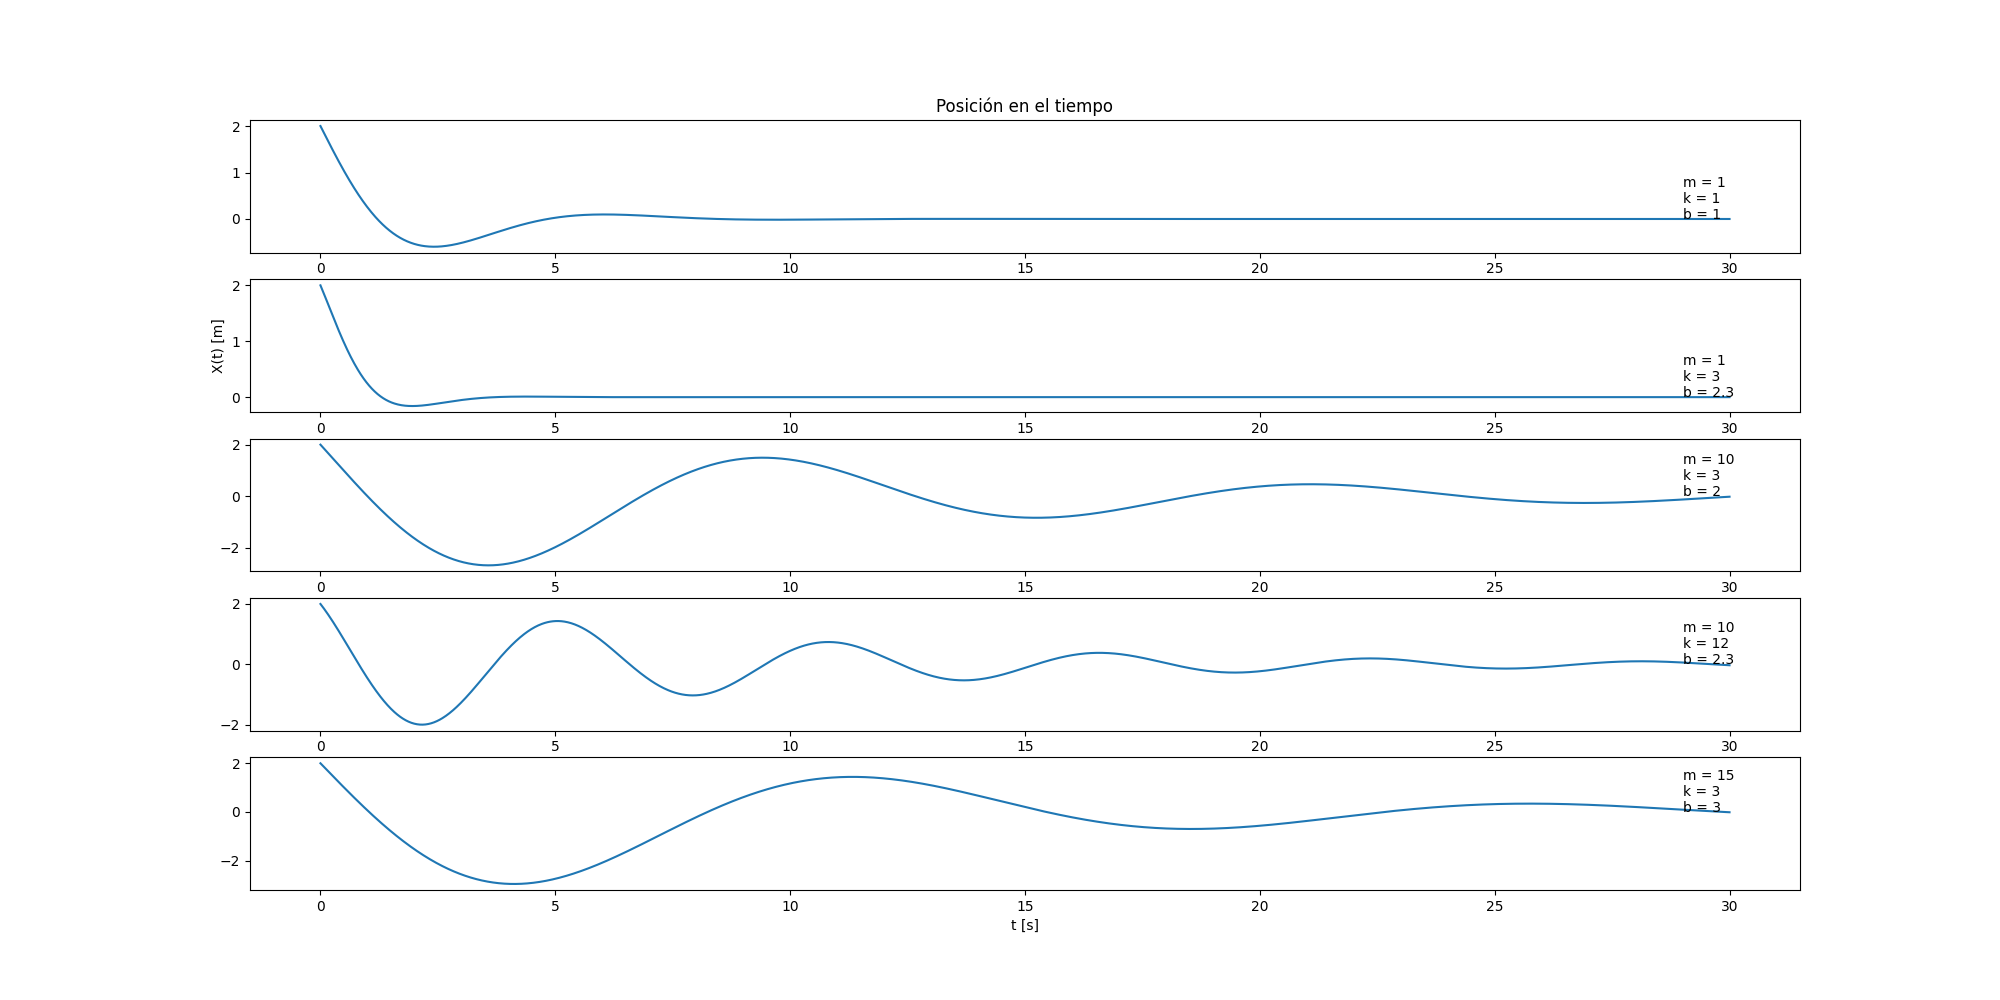 Posición en el tiempo
2
1
0
m = 1
k = 1
b = 1
0 5 10 15 20 25 30
X(t) [m]
2
1
0
m = 1
k = 3
b = 2.3
0 5 10 15 20 25 30
2
0
−2
m = 10
k = 3
b = 2
0 5 10 15 20 25 30
2
0
−2
m = 10
k = 12
b = 2.3
0 5 10 15 20 25 30
2
0
−2
m = 15
k = 3
b = 3
0 5 10 15 20 25 30
t [s]